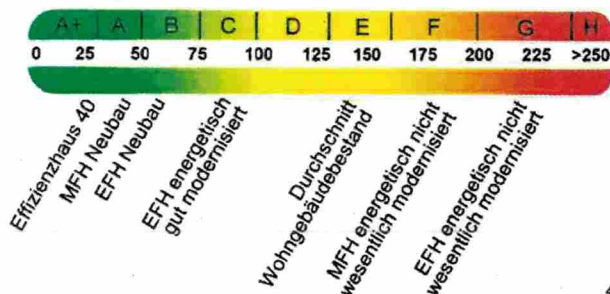 A+ A B C D E F G H
0 25 50 75 100 125 150 175 200 225 >250
Effizienzhaus 40
MFH Neubau
EFH Neubau
EFH energetisch
gut modernisiert
Durchschnitt
Wohngebäudebestand
MFH energetisch nicht
wesentlich modernisiert
EFH energetisch nicht
wesentlich modernisiert